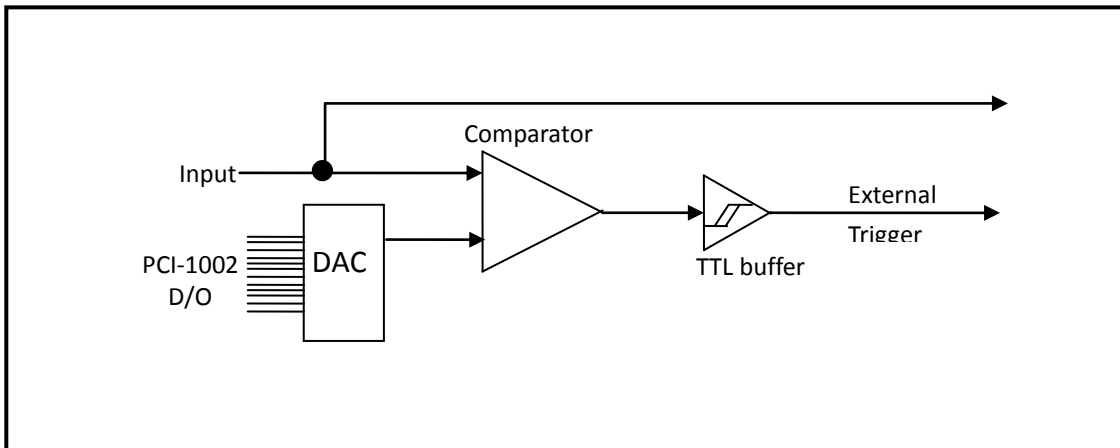 Comparator
Input
External
Trigger
DAC
PCI-1002
D/O
TTL buffer